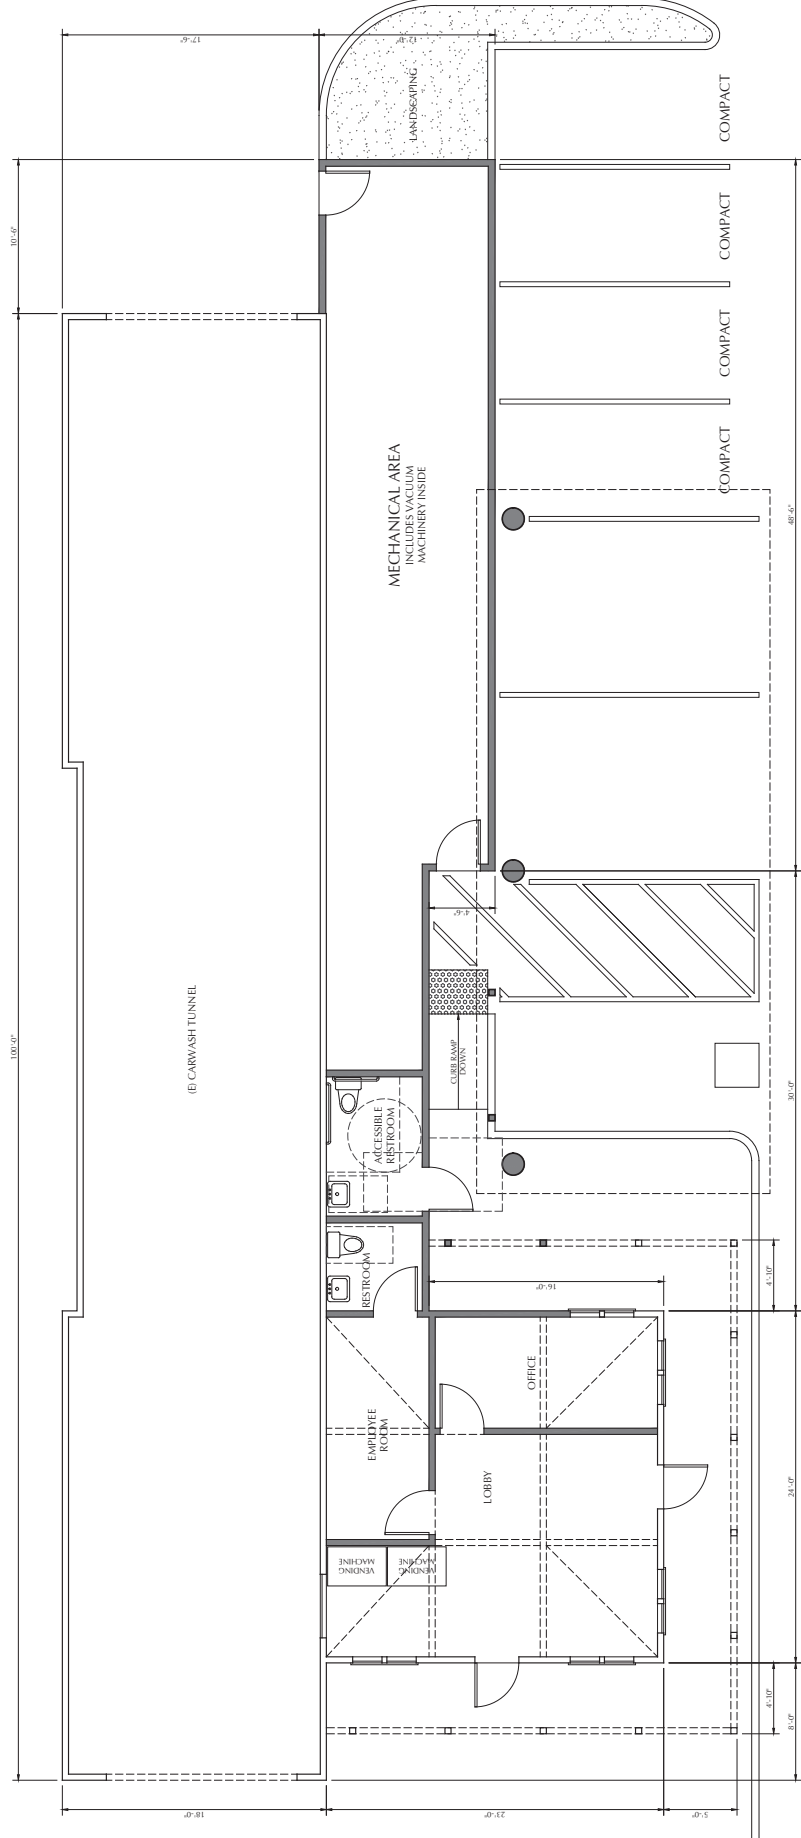 17'-6"
12'-0"
LANDSCAPING
COMPACT
COMPACT
COMPACT
COMPACT
10'-6"
100'-0"
MECHANICAL AREA
INCLUDES VACUUM
MACHINERY INSIDE
48'-6"
4'-6"
(E) CARWASH TUNNEL
CURB RAMP
DOWN
30'-0"
ACCESSIBLE
RESTROOM
RESTROOM
16'-0"
4'-10"
OFFICE
EMPLOYEE
ROOM
LOBBY
24'-0"
VENDING
MACHINE
VENDING
MACHINE
4'-10"
8'-0"
18'-0"
23'-0"
5'-0"